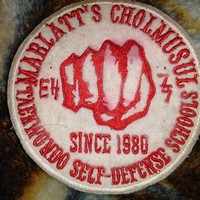 MARLATT'S CHOLMUSUL
SINCE 1980
TAEKWONDO SELF-DEFENSE SCHOOLS